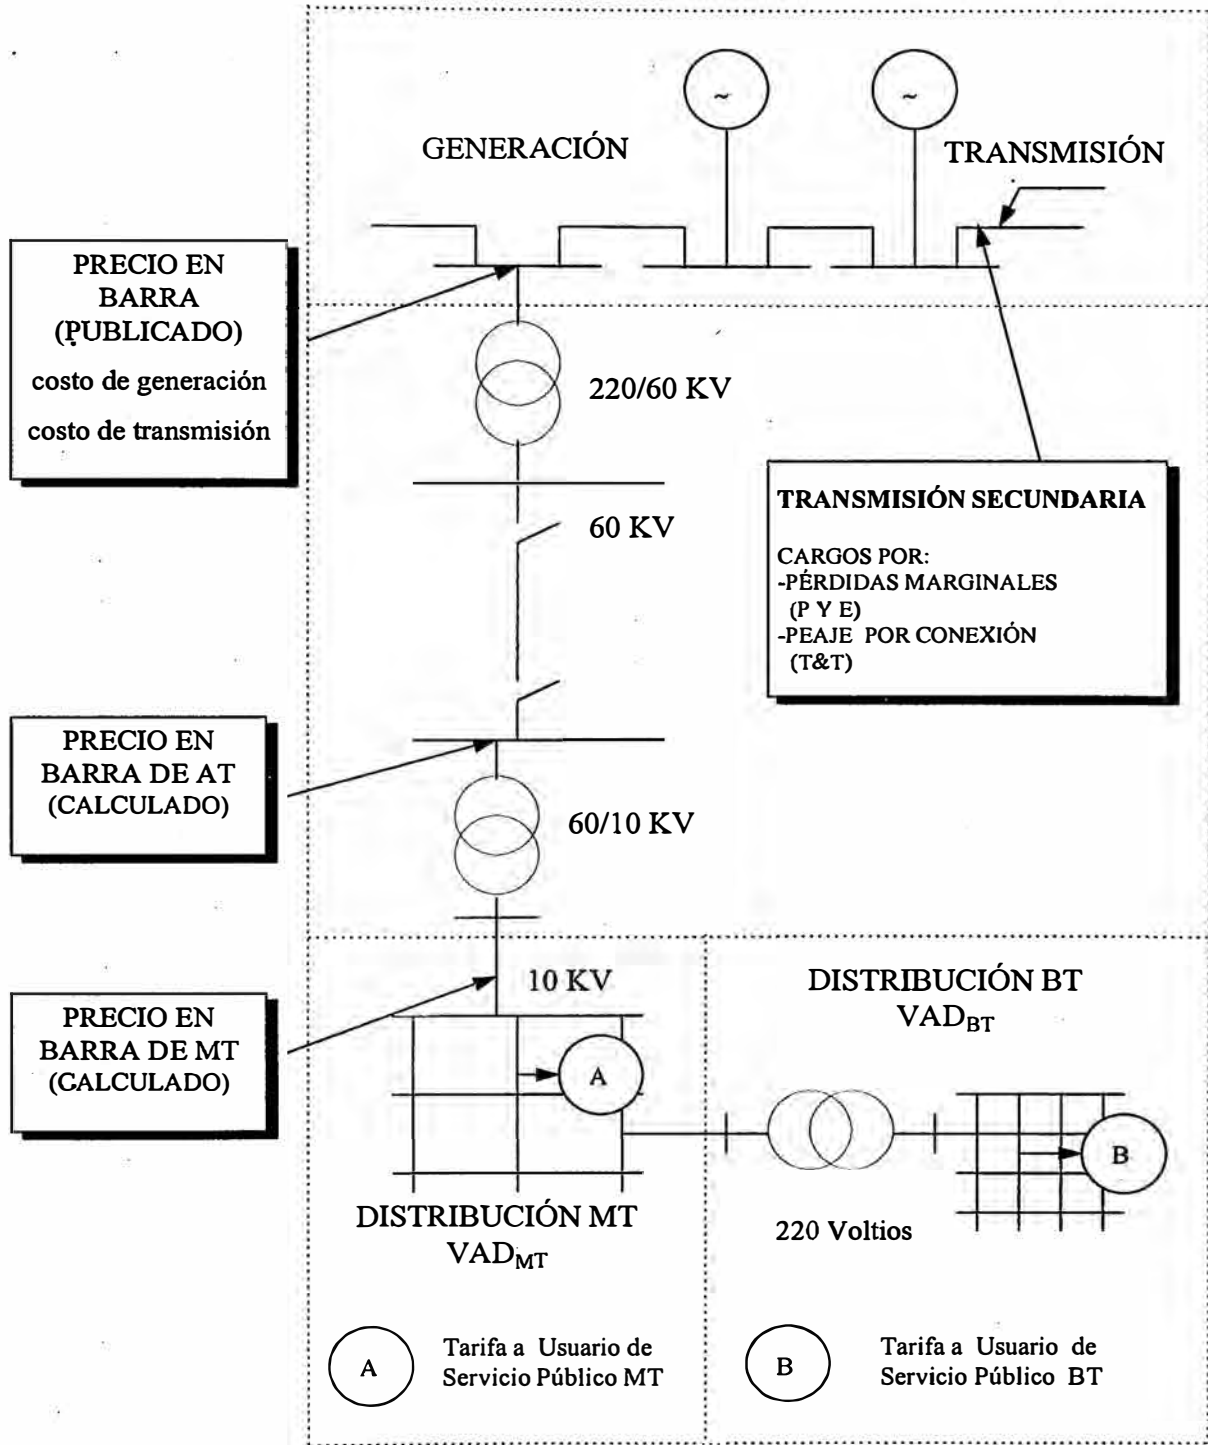 ~
~
GENERACIÓN
TRANSMISIÓN
PRECIO EN
BARRA
(PUBLICADO)
costo de generación
costo de transmisión
220/60 KV
60 KV
TRANSMISIÓN SECUNDARIA
CARGOS POR:
-PÉRDIDAS MARGINALES
(P Y E)
-PEAJE POR CONEXIÓN
(T&T)
PRECIO EN
BARRA DE AT
(CALCULADO)
60/10 KV
10 KV
PRECIO EN
BARRA DE MT
(CALCULADO)
A
DISTRIBUCIÓN MT
VAD_MT
DISTRIBUCIÓN BT
VAD_BT
B
220 Voltios
A
Tarifa a Usuario de
Servicio Público MT
B
Tarifa a Usuario de
Servicio Público BT